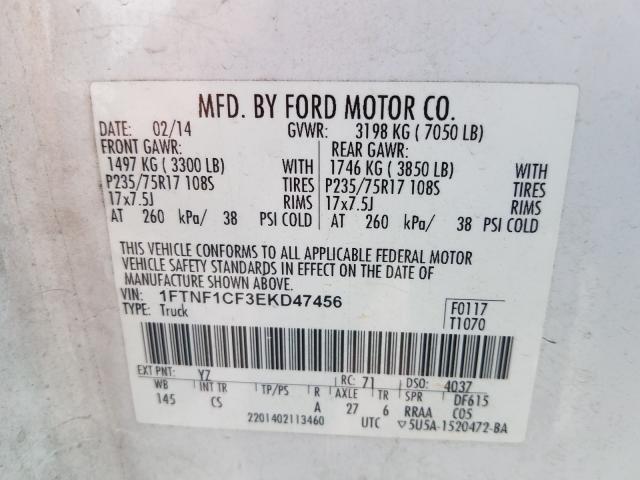 MFD. BY FORD MOTOR CO.
DATE: 02/14 GVWR: 3198 KG ( 7050 LB)
FRONT GAWR: REAR GAWR:
1497 KG ( 3300 LB) WITH 1746 KG ( 3850 LB) WITH
P235/75R17 108S TIRES P235/75R17 108S TIRES
17x7.5J RIMS 17x7.5J RIMS
AT 260 kPa/ 38 PSI COLD AT 260 kPa/ 38 PSI COLD
THIS VEHICLE CONFORMS TO ALL APPLICABLE FEDERAL MOTOR
VEHICLE SAFETY STANDARDS IN EFFECT ON THE DATE OF
MANUFACTURE SHOWN ABOVE.
VIN: 1FTNF1CF3EKD47456 F0117
TYPE: Truck T1070
EXT PNT: YZ RC: 71 DSO: 4037
WB INT TR TP/PS R AXLE TR SPR DF615
145 CS A 27 6 RRAA C05
2201402113460 UTC ▽5U5A-1520472-BA